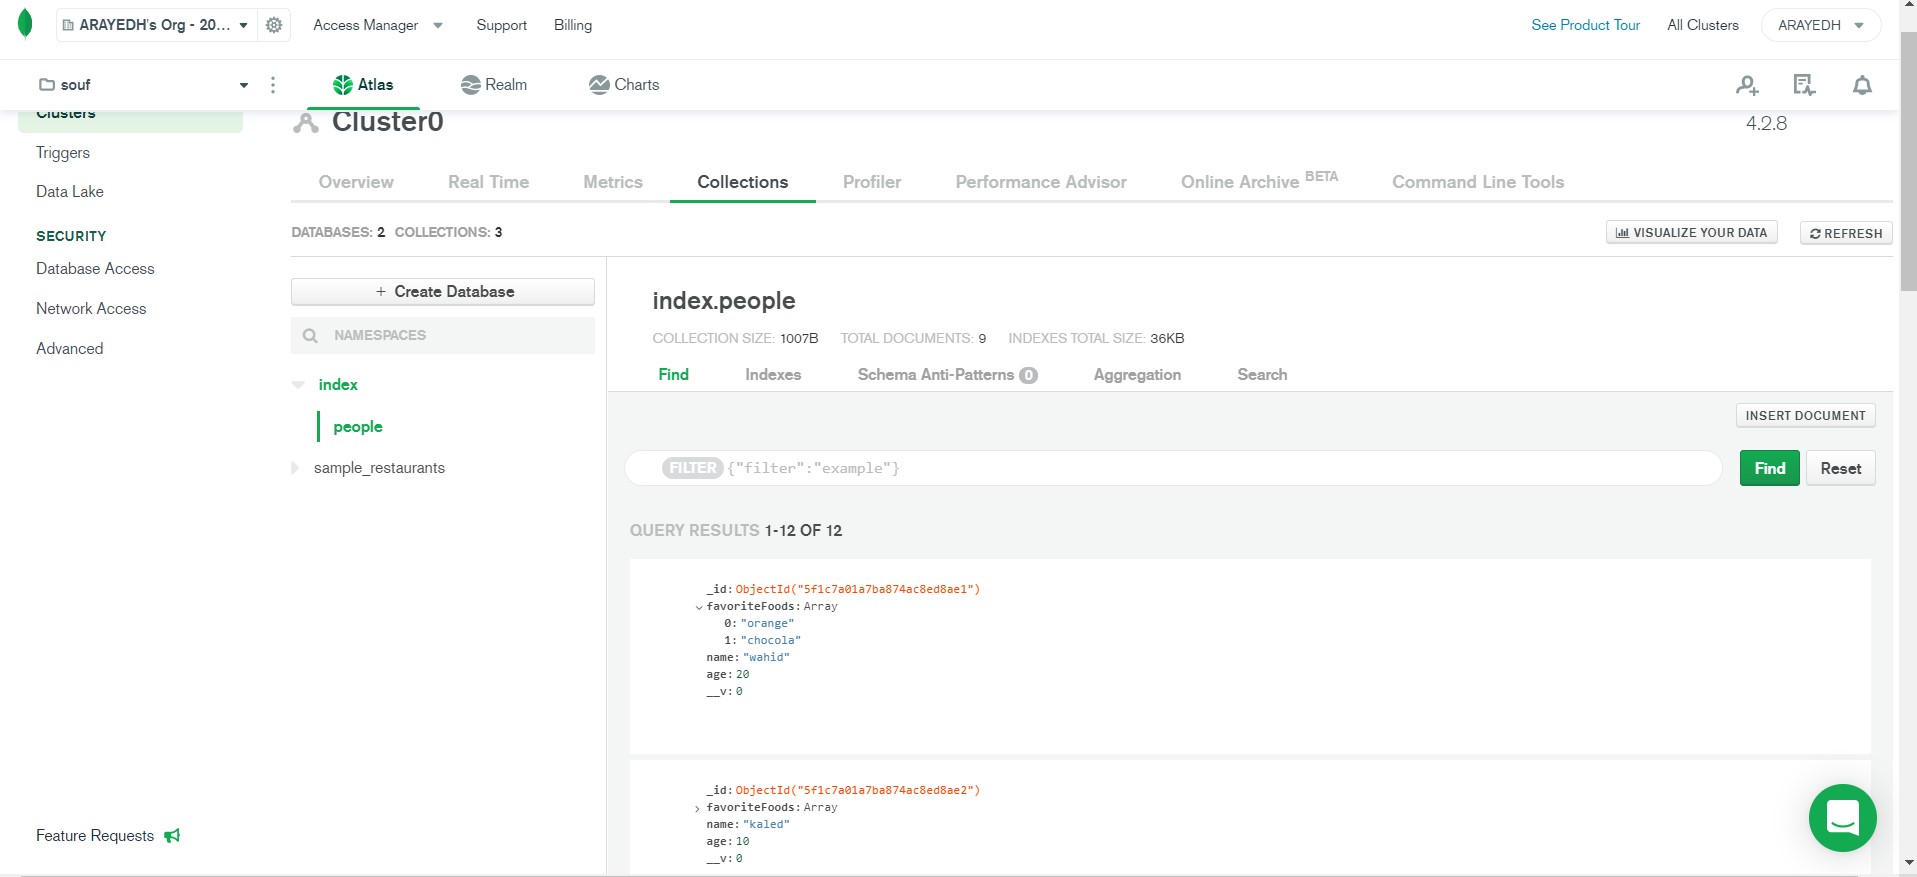 ARAYEDH's Org - 20... Access Manager Support Billing See Product Tour All Clusters ARAYEDH
souf Atlas Realm Charts
Clusters
Cluster0 4.2.8
Triggers
Data Lake
SECURITY
Database Access
Network Access
Advanced
Feature Requests
Overview Real Time Metrics Collections Profiler Performance Advisor Online Archive BETA Command Line Tools
DATABASES: 2 COLLECTIONS: 3 VISUALIZE YOUR DATA REFRESH
+ Create Database
NAMESPACES
index
people
sample_restaurants
index.people
COLLECTION SIZE: 1007B TOTAL DOCUMENTS: 9 INDEXES TOTAL SIZE: 36KB
Find Indexes Schema Anti-Patterns 0 Aggregation Search
INSERT DOCUMENT
FILTER {"filter":"example"} Find Reset
QUERY RESULTS 1-12 OF 12
_id: ObjectId("5f1c7a01a7ba874ac8ed8ae1")
favoriteFoods: Array
0: "orange"
1: "chocola"
name: "wahid"
age: 20
__v: 0
_id: ObjectId("5f1c7a01a7ba874ac8ed8ae2")
favoriteFoods: Array
name: "kaled"
age: 10
__v: 0